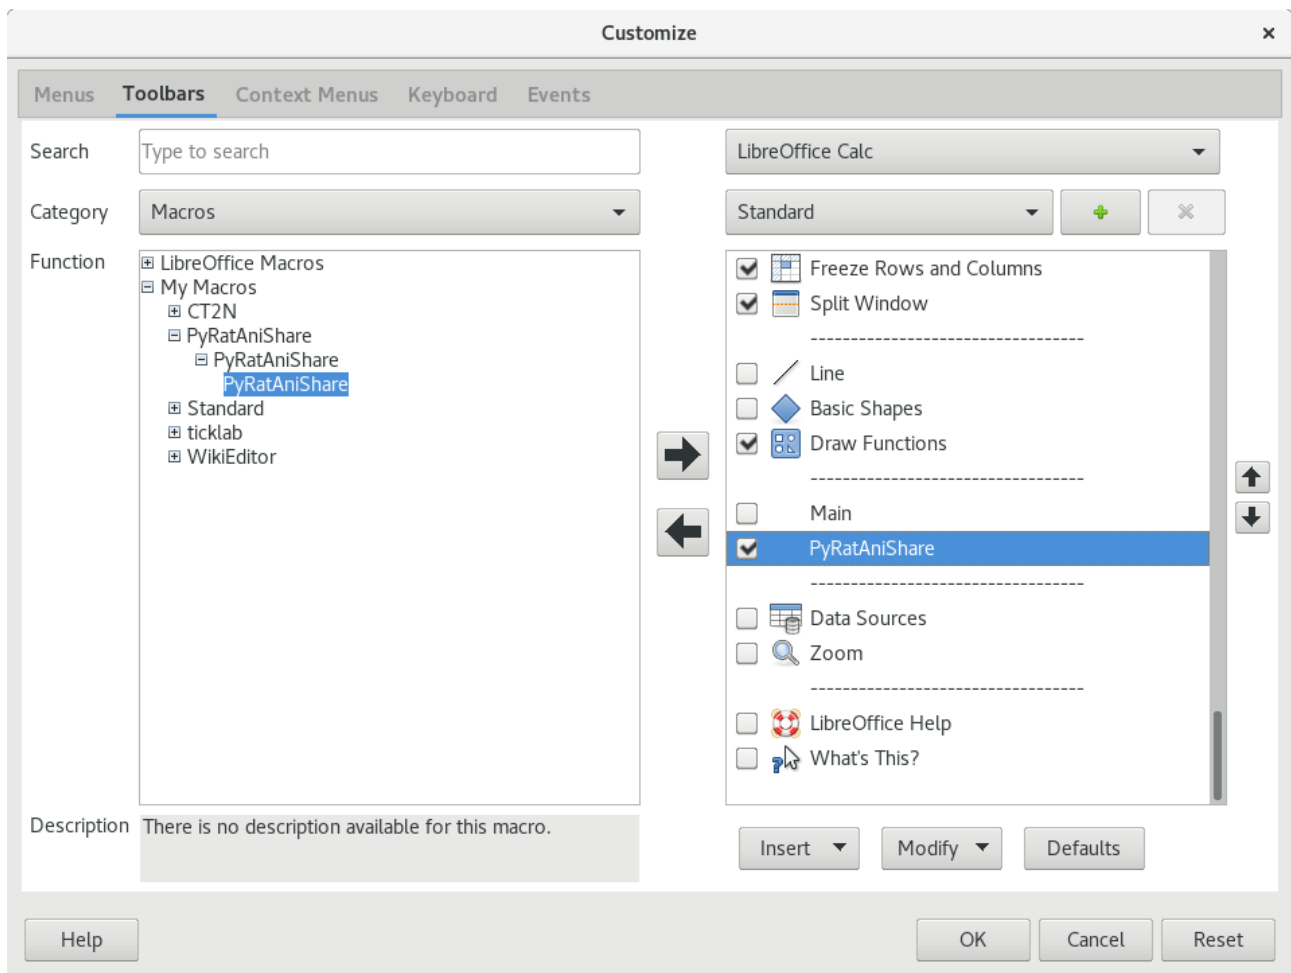 Customize
Menus Toolbars Context Menus Keyboard Events
Search Type to search LibreOffice Calc
Category Macros Standard
Function
LibreOffice Macros
My Macros
CT2N
PyRatAniShare
PyRatAniShare
PyRatAniShare
Standard
ticklab
WikiEditor
Freeze Rows and Columns
Split Window
----------------------------------
Line
Basic Shapes
Draw Functions
----------------------------------
Main
PyRatAniShare
----------------------------------
Data Sources
Zoom
----------------------------------
LibreOffice Help
What's This?
Description There is no description available for this macro.
Insert Modify Defaults
Help OK Cancel Reset